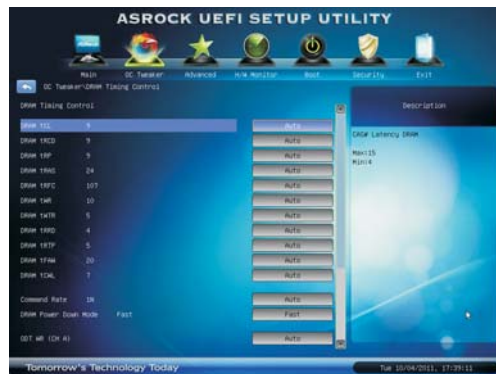 ASROCK UEFI SETUP UTILITY
Main OC Tweaker Advanced H/W Monitor Boot Security Exit
OC Tweaker\DRAM Timing Control
Description
DRAM Timing Control
DRAM tCL 9 Auto
CAS# Latency DRAM
DRAM tRCD 9 Auto
Max:15
DRAM tRP 9 Auto
Min:4
DRAM tRAS 24 Auto
DRAM tRFC 107 Auto
DRAM tWR 10 Auto
DRAM tWTR 5 Auto
DRAM tRRD 4 Auto
DRAM tRTP 5 Auto
DRAM tFAW 20 Auto
DRAM tCWL 7 Auto
Command Rate 1N Auto
DRAM Power Down Mode Fast Fast
ODT WR (CH A) Auto
Tomorrow's Technology Today
Tue 10/04/2011, 17:39:11